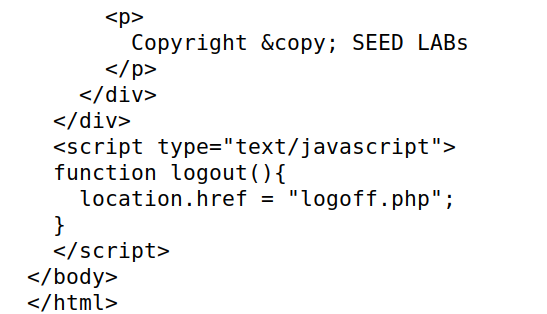 <p>
Copyright &copy; SEED LABs
</p>
</div>
</div>
<script type="text/javascript">
function logout(){
location.href = "logoff.php";
}
</script>
</body>
</html>